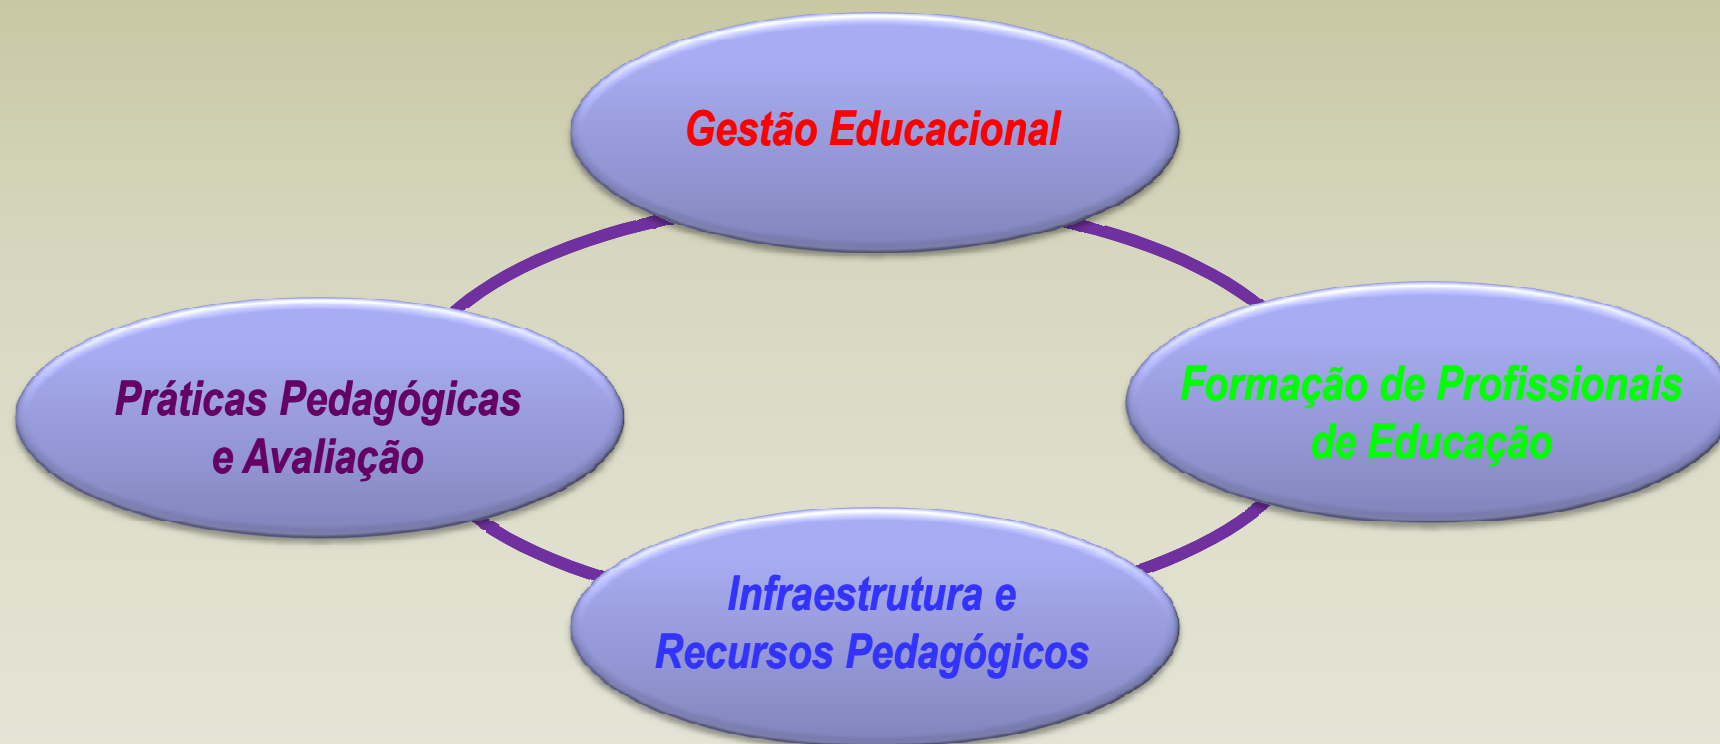 Gestão Educacional
Práticas Pedagógicas
e Avaliação
Formação de Profissionais
de Educação
Infraestrutura e
Recursos Pedagógicos